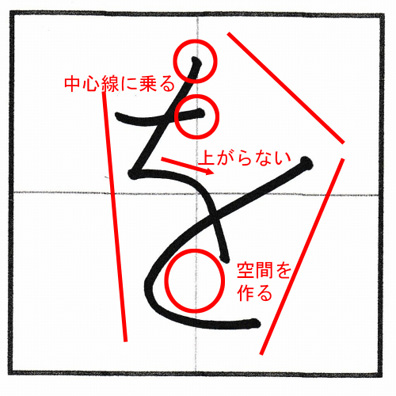 中心線に乗る
上がらない
を
空間を
作る